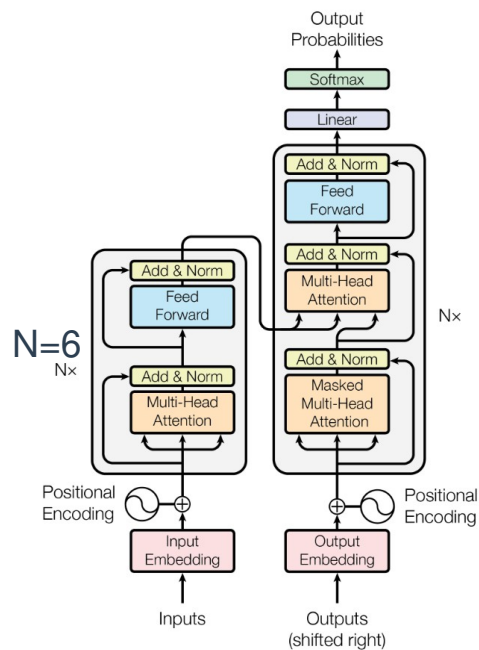 Output
Probabilities
Softmax
Linear
Add & Norm
Feed
Forward
Add & Norm
Multi-Head
Attention
Add & Norm
Masked
Multi-Head
Attention
Nx
Add & Norm
Feed
Forward
N=6
Nx
Add & Norm
Multi-Head
Attention
Positional
Encoding
Positional
Encoding
Input
Embedding
Output
Embedding
Inputs
Outputs
(shifted right)